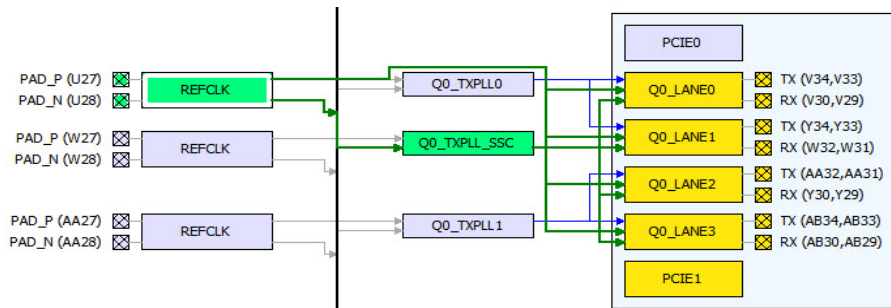 PCIE0
PAD_P (U27)
PAD_N (U28)
REFCLK
Q0_TXPLL0
Q0_LANE0
TX (V34,V33)
RX (V30,V29)
PAD_P (W27)
PAD_N (W28)
REFCLK
Q0_TXPLL_SSC
Q0_LANE1
TX (Y34,Y33)
RX (W32,W31)
Q0_LANE2
TX (AA32,AA31)
RX (Y30,Y29)
PAD_P (AA27)
PAD_N (AA28)
REFCLK
Q0_TXPLL1
Q0_LANE3
TX (AB34,AB33)
RX (AB30,AB29)
PCIE1